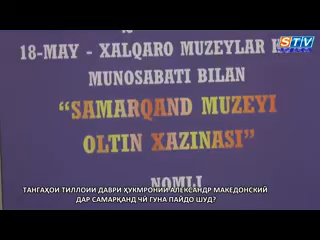 STV
18-MAY - XALQARO MUZEYLAR
MUNOSABATI BILAN
“SAMARQAND MUZEYI
OLTIN XAZINASI”
NOMLI
ТАНГАҲОИ ТИЛЛОИИ ДАВРИ ҲУКМРОНИИ АЛЕКСАНДР МАКЕДОНСКИЙ
ДАР САМАРҚАНД ЧӢ ГУНА ПАЙДО ШУД?